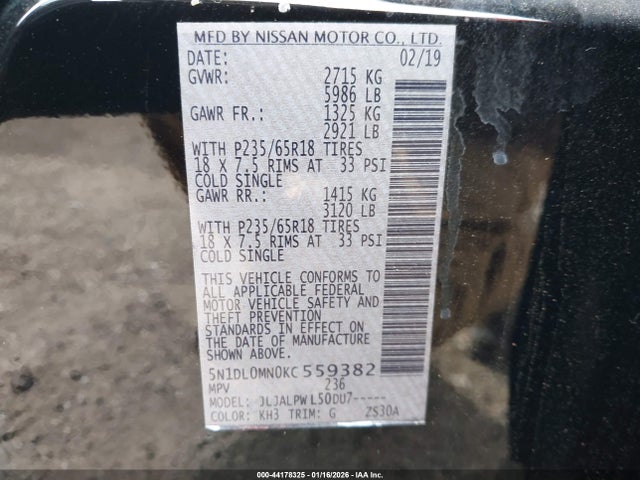 MFD BY NISSAN MOTOR CO., LTD.
DATE: 02/19
GVWR: 2715 KG
5986 LB
GAWR FR.: 1325 KG
2921 LB
WITH P235/65R18 TIRES
18 X 7.5 RIMS AT 33 PSI
COLD SINGLE
GAWR RR.: 1415 KG
3120 LB
WITH P235/65R18 TIRES
18 X 7.5 RIMS AT 33 PSI
COLD SINGLE
THIS VEHICLE CONFORMS TO
ALL APPLICABLE FEDERAL
MOTOR VEHICLE SAFETY AND
THEFT PREVENTION
STANDARDS IN EFFECT ON
THE DATE OF MANUFACTURE
SHOWN ABOVE.
5N1DL0MN0KC559382
MPV 236
MODEL: JLJALPWL50DU7-----
COLOR: KH3 TRIM: G ZS30A
000-44178325 - 01/16/2026 - IAA Inc.